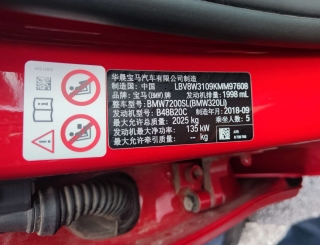 华晨宝马汽车有限公司制造
制造国：中国 LBV8W3109KMM97608
品牌：宝马(BMW)牌 发动机排量：1998 mL
整车型号：BMW7200SL(BMW320Li)
发动机型号：B48B20C 制造年月：2018-09
最大允许总质量：2025 kg 乘坐人数：5
发动机最大净功率：135 kW
最大允许 -- kg